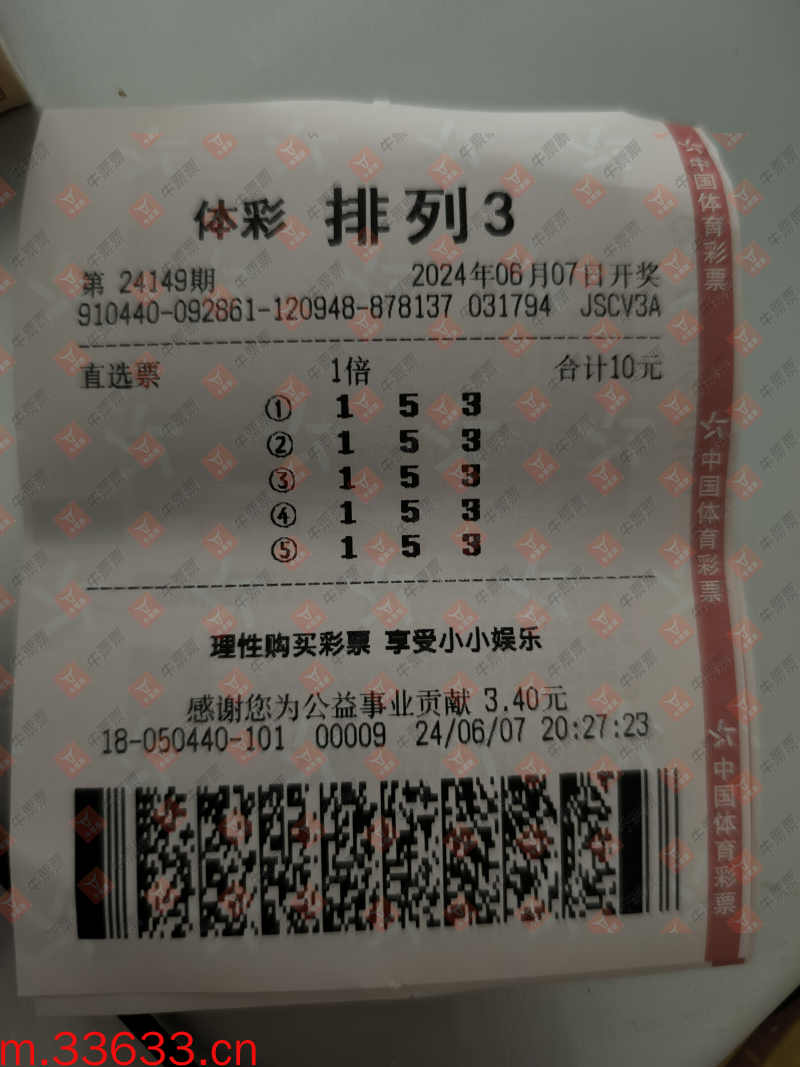 体彩 排列3
第 24149期 2024年06月07日开奖
910440-092861-120948-878137 031794 JSCV3A
直选票 1倍 合计10元
① 1 5 3
② 1 5 3
③ 1 5 3
④ 1 5 3
⑤ 1 5 3
理性购买彩票 享受小小娱乐
感谢您为公益事业贡献 3.40元
18-050440-101 00009 24/06/07 20:27:23
中国体育彩票
中国体育彩票
中国体育彩票
牛票票
m.33633.cn